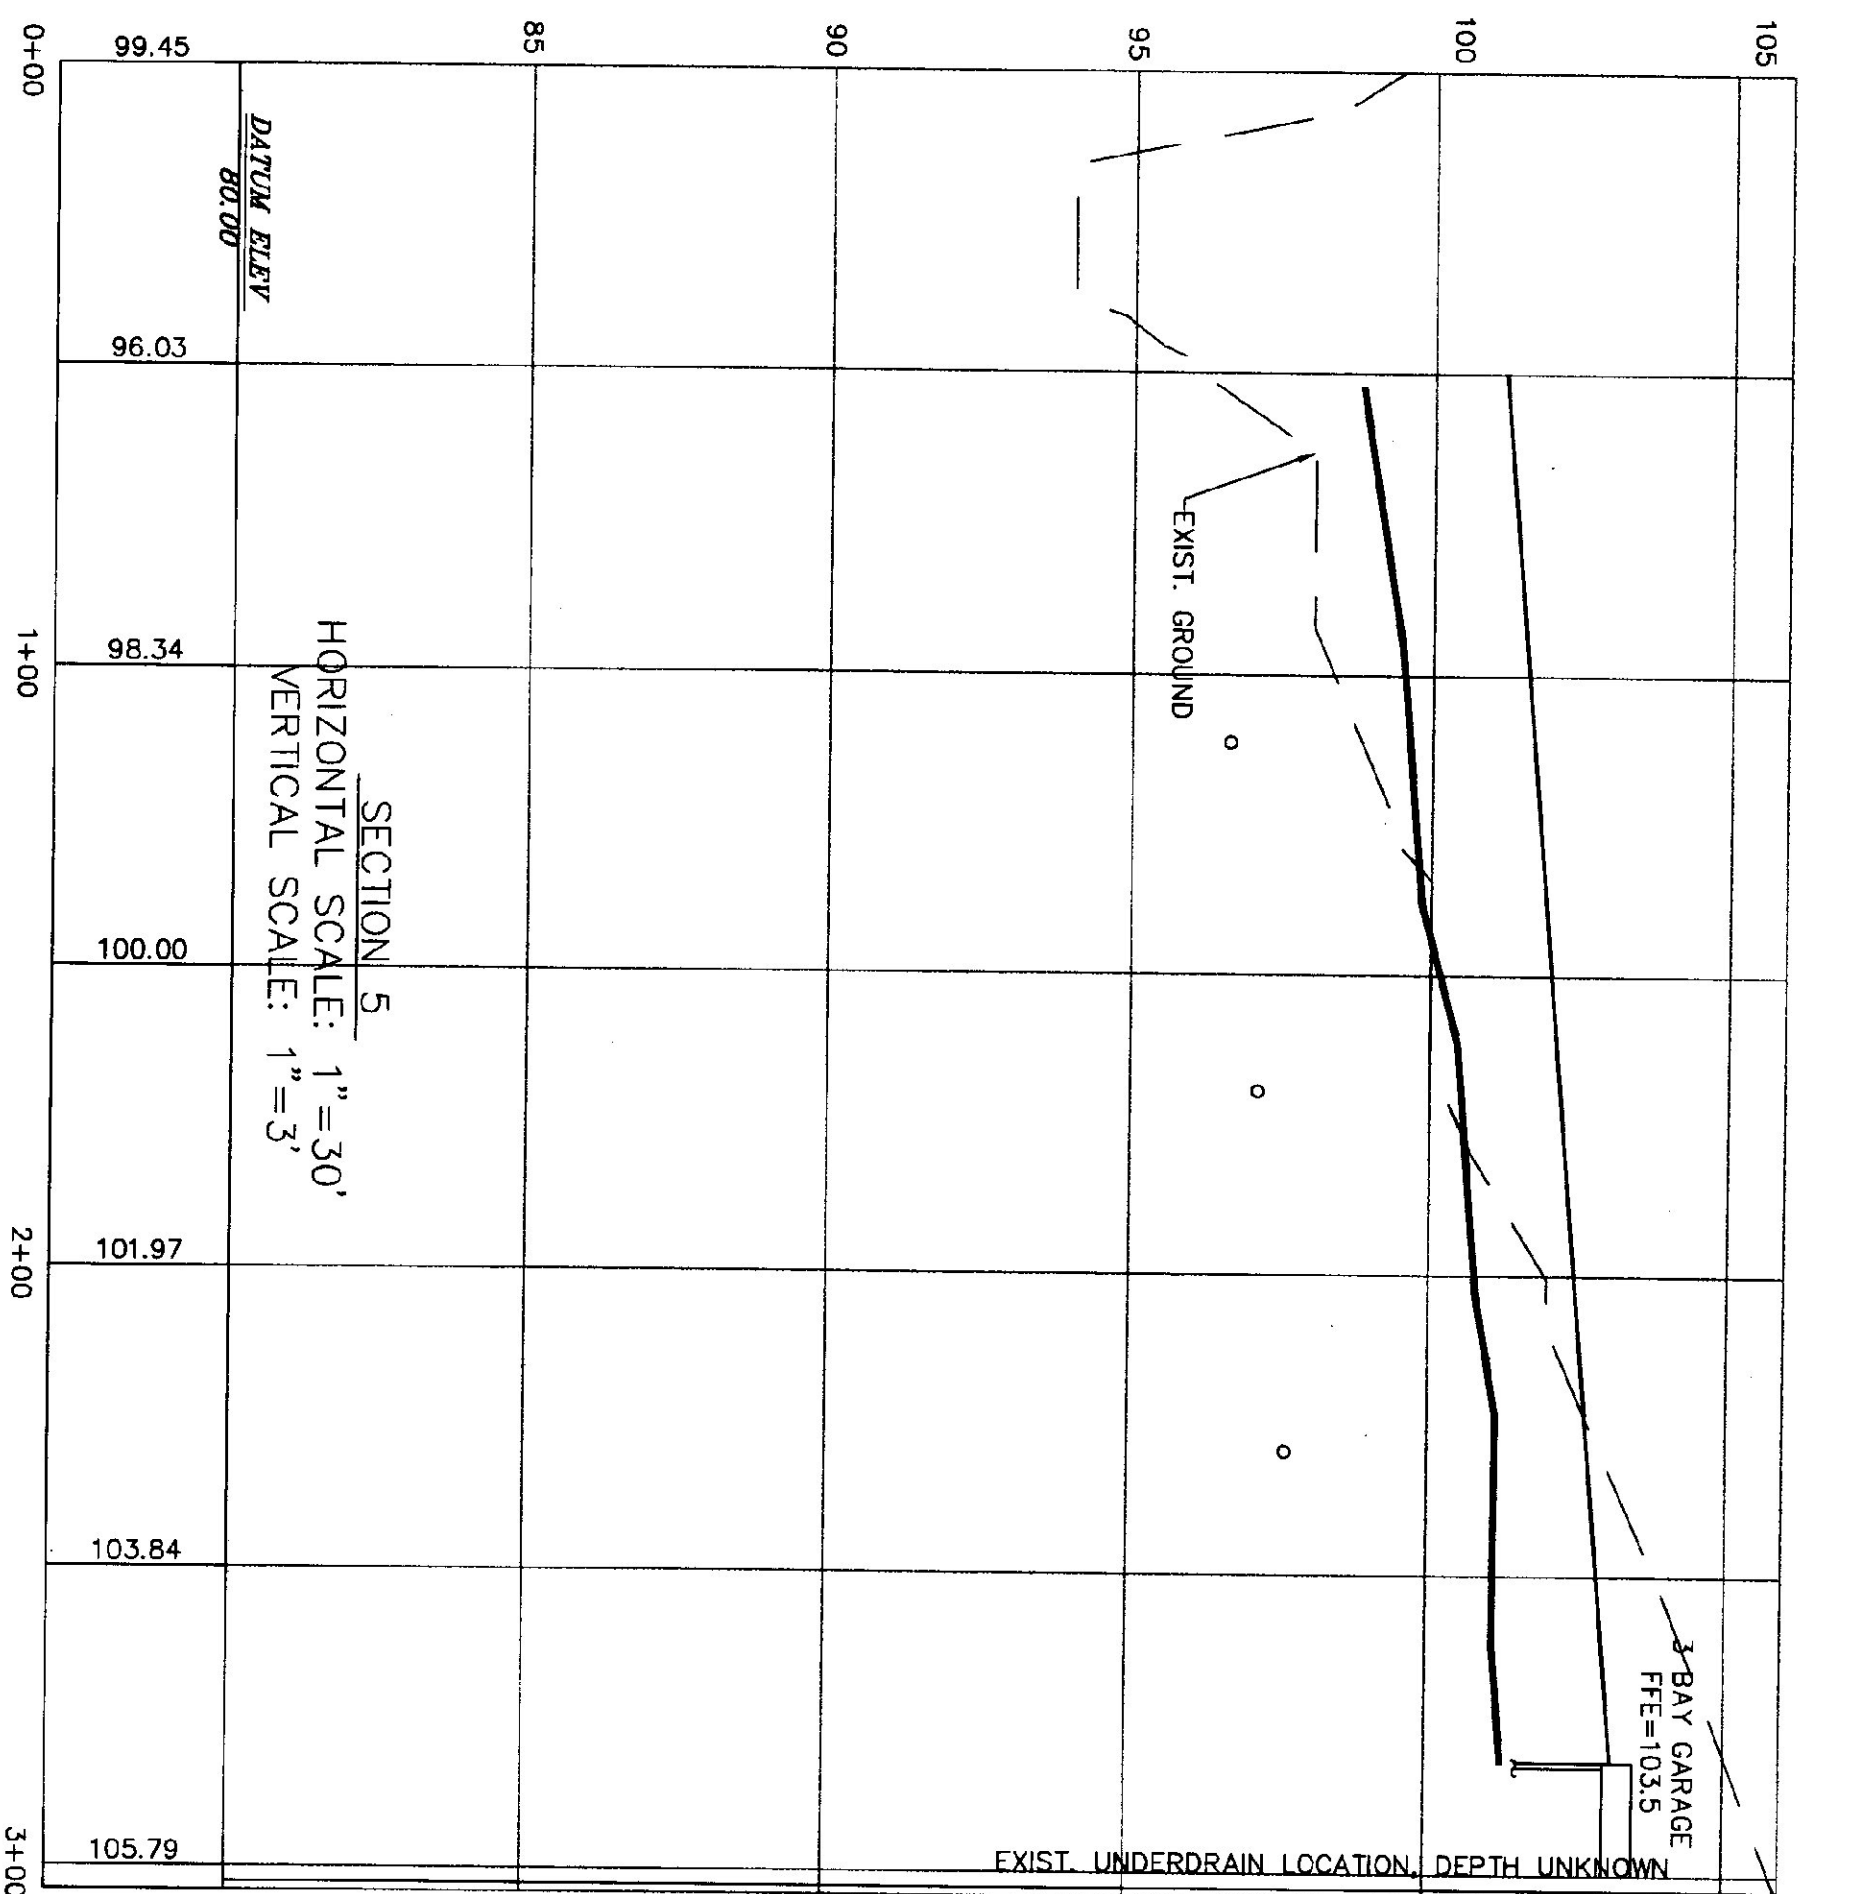 105
100
95
90
85
DATUM ELEV
80.00
EXIST. GROUND
3 BAY GARAGE
FFE=103.5
EXIST. UNDERDRAIN LOCATION, DEPTH UNKNOWN
SECTION 5
HORIZONTAL SCALE: 1"=30'
VERTICAL SCALE: 1"=3'
99.45
96.03
98.34
100.00
101.97
103.84
105.79
0+00
1+00
2+00
3+00